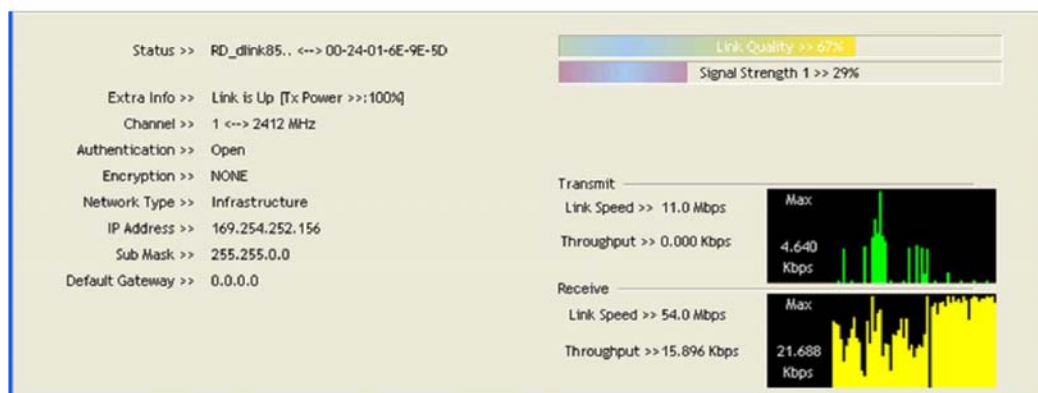 Status >> RD_dlink85.. <--> 00-24-01-6E-9E-5D
Extra Info >> Link is Up [Tx Power >>:100%]
Channel >> 1 <--> 2412 MHz
Authentication >> Open
Encryption >> NONE
Network Type >> Infrastructure
IP Address >> 169.254.252.156
Sub Mask >> 255.255.0.0
Default Gateway >> 0.0.0.0
Link Quality >> 67%
Signal Strength 1 >> 29%
Transmit
Link Speed >> 11.0 Mbps
Throughput >> 0.000 Kbps
Max
4.640
Kbps
Receive
Link Speed >> 54.0 Mbps
Throughput >> 15.896 Kbps
Max
21.688
Kbps